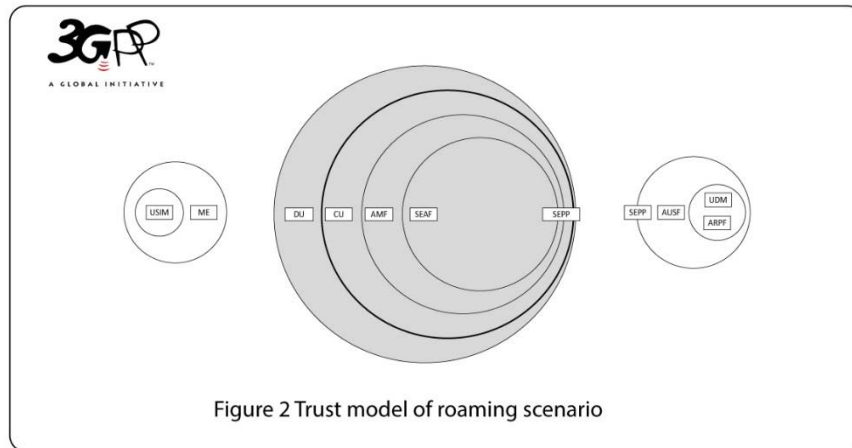 3GPP™
A GLOBAL INITIATIVE
USIM ME DU CU AMF SEAF SEPP SEPP AUSF UDM
ARPF
Figure 2 Trust model of roaming scenario